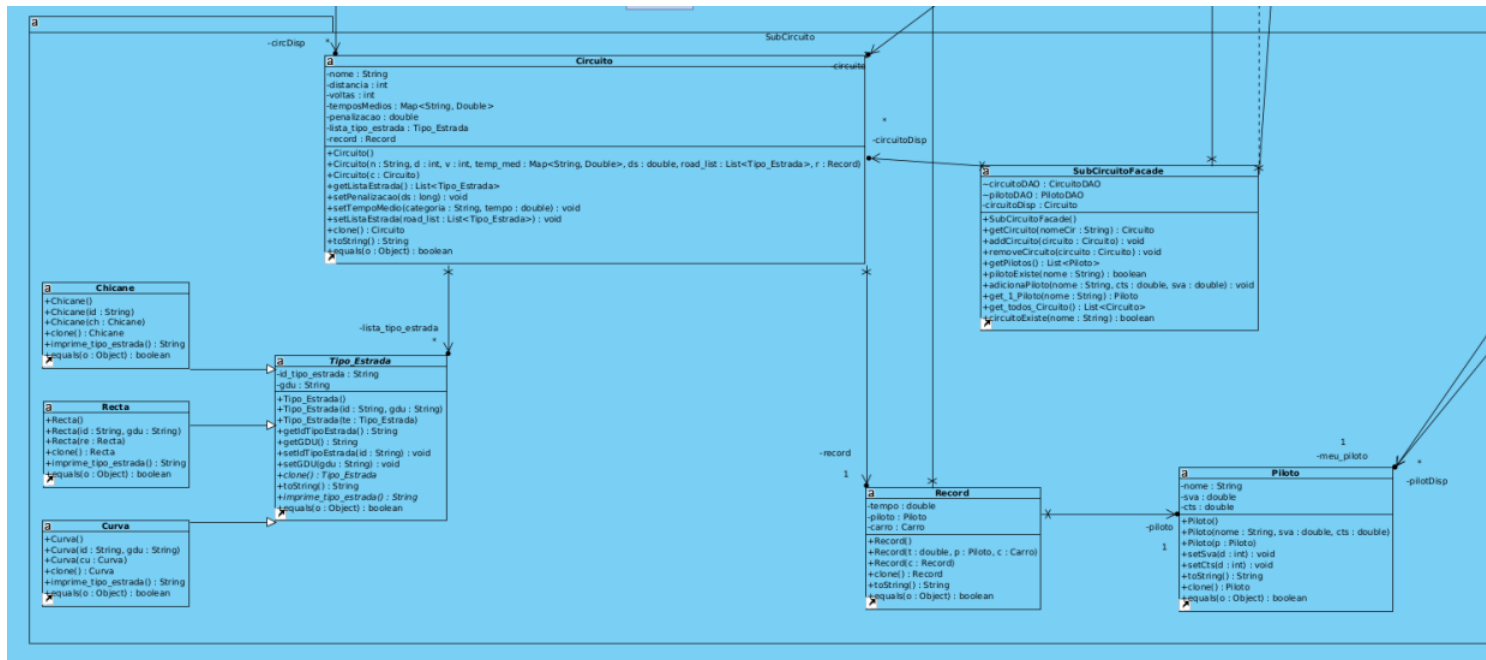 a
-circDisp
*
SubCircuito
-circuito
a
Circuito
-nome : String
-distancia : int
-voltas : int
-temposMedios : Map<String, Double>
-penalizacao : double
-lista_tipo_estrada : Tipo_Estrada
-record : Record
+Circuito()
+Circuito(n : String, d : int, v : int, temp_med : Map<String, Double>, ds : double, road_list : List<Tipo_Estrada>, r : Record)
+Circuito(c : Circuito)
+getListaEstrada() : List<Tipo_Estrada>
+setPenalizacao(ds : long) : void
+setTempoMedio(categoria : String, tempo : double) : void
+setListaEstrada(road_list : List<Tipo_Estrada>) : void
+clone() : Circuito
+toString() : String
+equals(o : Object) : boolean
*
-circuitoDisp
a
SubCircuitoFacade
~circuitoDAO : CircuitoDAO
~pilotoDAO : PilotoDAO
-circuitoDisp : Circuito
+SubCircuitoFacade()
+getCircuito(nomeCir : String) : Circuito
+addCircuito(circuito : Circuito) : void
+removeCircuito(circuito : Circuito) : void
+getPilotos() : List<Piloto>
+pilotoExiste(nome : String) : boolean
+adicionaPiloto(nome : String, cts : double, sva : double) : void
+get_1_Piloto(nome : String) : Piloto
+get_todos_Circuito() : List<Circuito>
+circuitoExiste(nome : String) : boolean
a
Chicane
+Chicane()
+Chicane(id : String)
+Chicane(ch : Chicane)
+clone() : Chicane
+imprime_tipo_estrada() : String
+equals(o : Object) : boolean
-lista_tipo_estrada
*
a
Tipo_Estrada
-id_tipo_estrada : String
-gdu : String
+Tipo_Estrada()
+Tipo_Estrada(id : String, gdu : String)
+Tipo_Estrada(te : Tipo_Estrada)
+getIdTipoEstrada() : String
+getGDU() : String
+setIdTipoEstrada(id : String) : void
+setGDU(gdu : String) : void
+clone() : Tipo_Estrada
+toString() : String
+imprime_tipo_estrada() : String
+equals(o : Object) : boolean
a
Recta
+Recta()
+Recta(id : String, gdu : String)
+Recta(re : Recta)
+clone() : Recta
+imprime_tipo_estrada() : String
+equals(o : Object) : boolean
a
Curva
+Curva()
+Curva(id : String, gdu : String)
+Curva(cu : Curva)
+clone() : Curva
+imprime_tipo_estrada() : String
+equals(o : Object) : boolean
-record
1
a
Record
-tempo : double
-piloto : Piloto
-carro : Carro
+Record()
+Record(t : double, p : Piloto, c : Carro)
+Record(c : Record)
+clone() : Record
+toString() : String
+equals(o : Object) : boolean
-piloto
1
1
-meu_piloto
*
-pilotDisp
a
Piloto
-nome : String
-sva : double
-cts : double
+Piloto()
+Piloto(nome : String, sva : double, cts : double)
+Piloto(p : Piloto)
+setSva(d : int) : void
+setCts(d : int) : void
+toString() : String
+clone() : Piloto
+equals(o : Object) : boolean